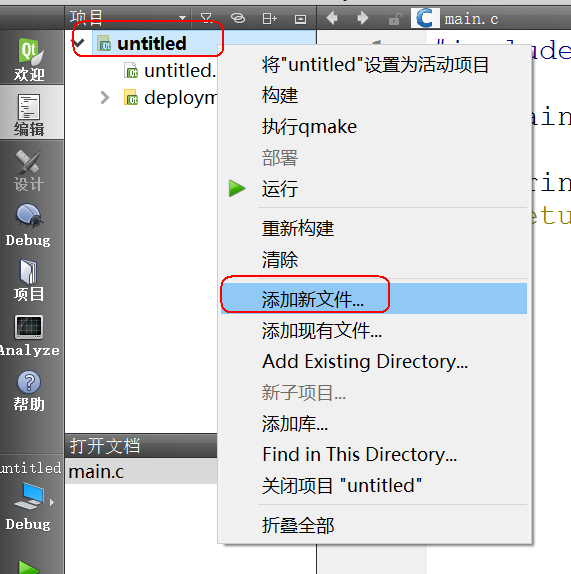 项目
main.c
欢迎
编辑
设计
Debug
项目
Analyze
帮助
untitled
Debug
untitled
untitled.
deploym
将"untitled"设置为活动项目
构建
执行qmake
部署
运行
重新构建
清除
添加新文件...
添加现有文件...
Add Existing Directory...
新子项目...
添加库...
Find in This Directory...
关闭项目 "untitled"
折叠全部
打开文档
main.c